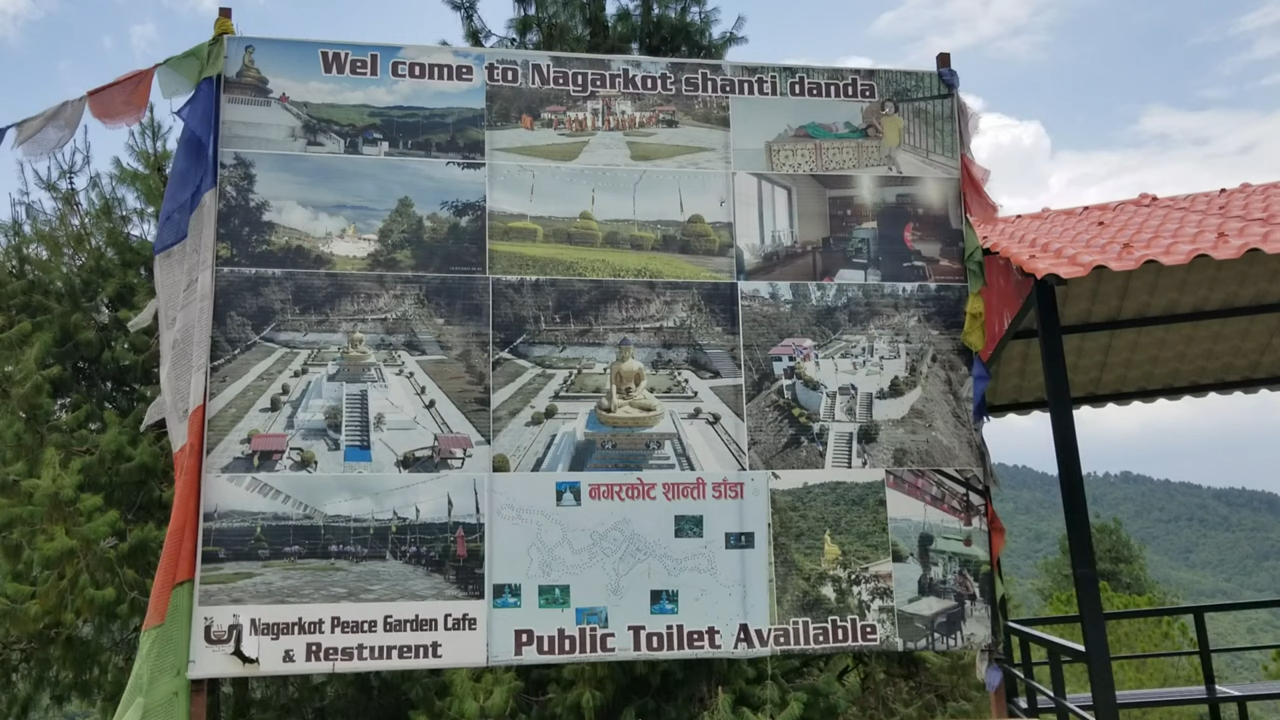 Wel come to Nagarkot shanti danda
नगरकोट शान्ती डाँडा
Nagarkot Peace Garden Cafe
& Resturent
Public Toilet Available